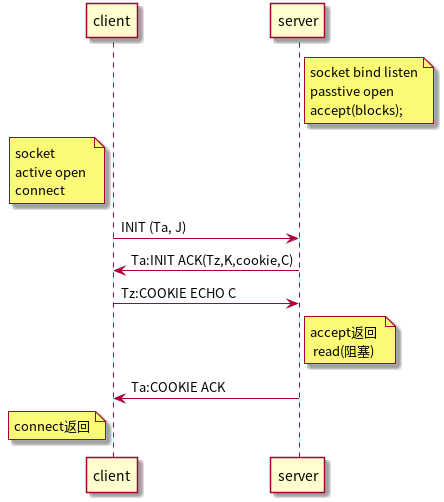 client
server
socket bind listen
passtive open
accept(blocks);
socket
active open
connect
INIT (Ta, J)
Ta:INIT ACK(Tz,K,cookie,C)
Tz:COOKIE ECHO C
accept返回
read(阻塞)
Ta:COOKIE ACK
connect返回
client
server